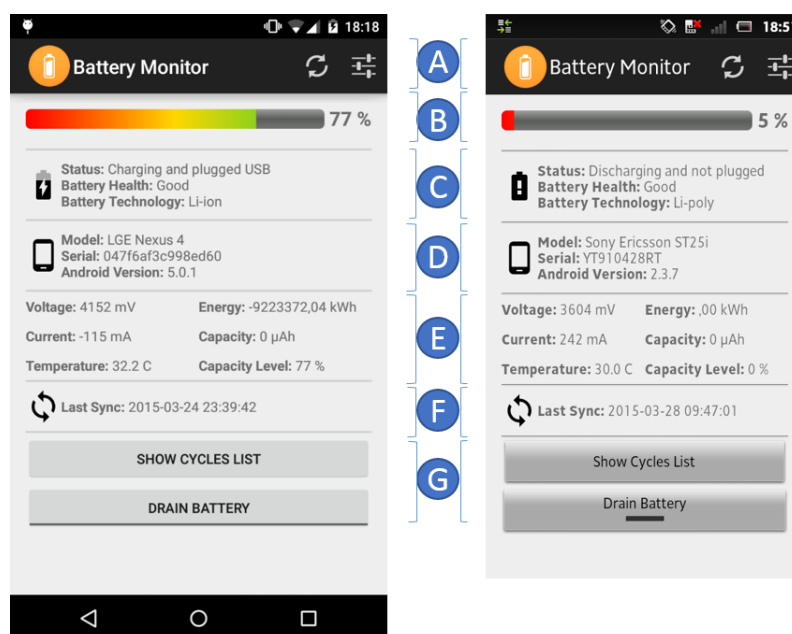 18:18
Battery Monitor
77 %
Status: Charging and plugged USB
Battery Health: Good
Battery Technology: Li-ion
Model: LGE Nexus 4
Serial: 047f6af3c998ed60
Android Version: 5.0.1
Voltage: 4152 mV Energy: -9223372,04 kWh
Current: -115 mA Capacity: 0 µAh
Temperature: 32.2 C Capacity Level: 77 %
Last Sync: 2015-03-24 23:39:42
SHOW CYCLES LIST
DRAIN BATTERY
A
B
C
D
E
F
G
18:5
Battery Monitor
5 %
Status: Discharging and not plugged
Battery Health: Good
Battery Technology: Li-poly
Model: Sony Ericsson ST25i
Serial: YT910428RT
Android Version: 2.3.7
Voltage: 3604 mV Energy: ,00 kWh
Current: 242 mA Capacity: 0 µAh
Temperature: 30.0 C Capacity Level: 0 %
Last Sync: 2015-03-28 09:47:01
Show Cycles List
Drain Battery